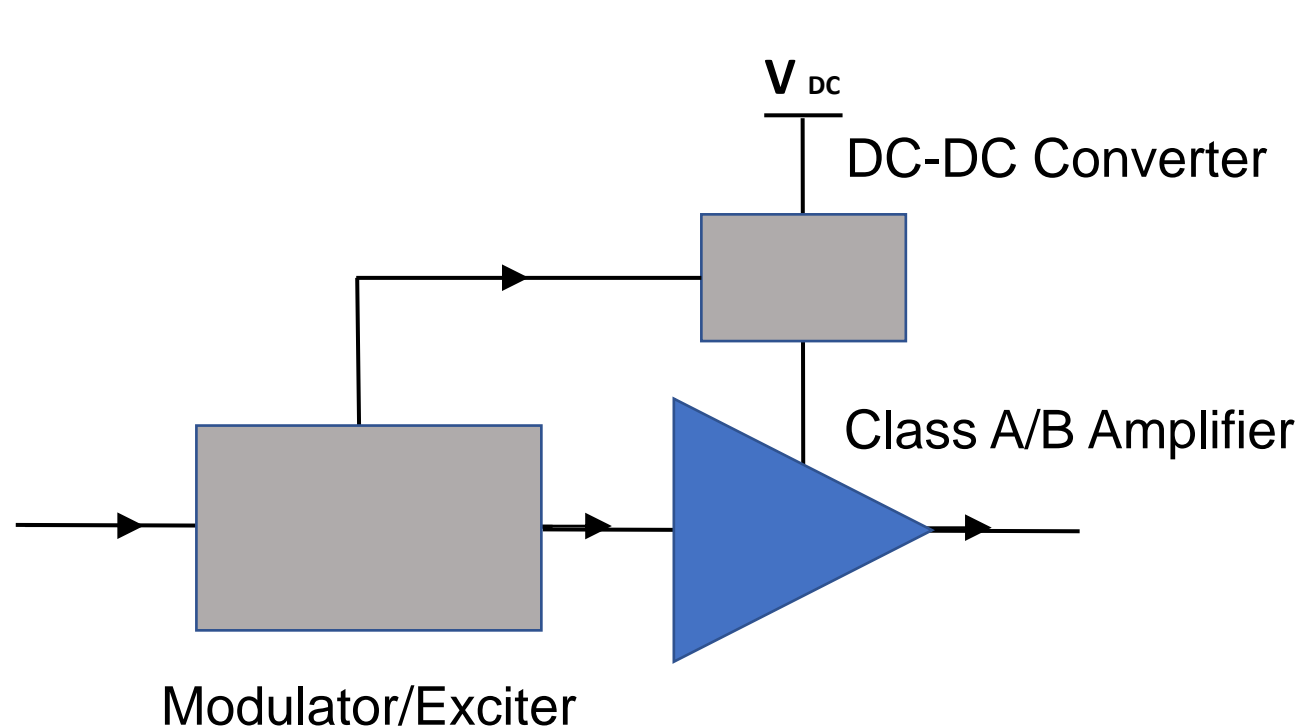 V DC
DC-DC Converter
Class A/B Amplifier
Modulator/Exciter